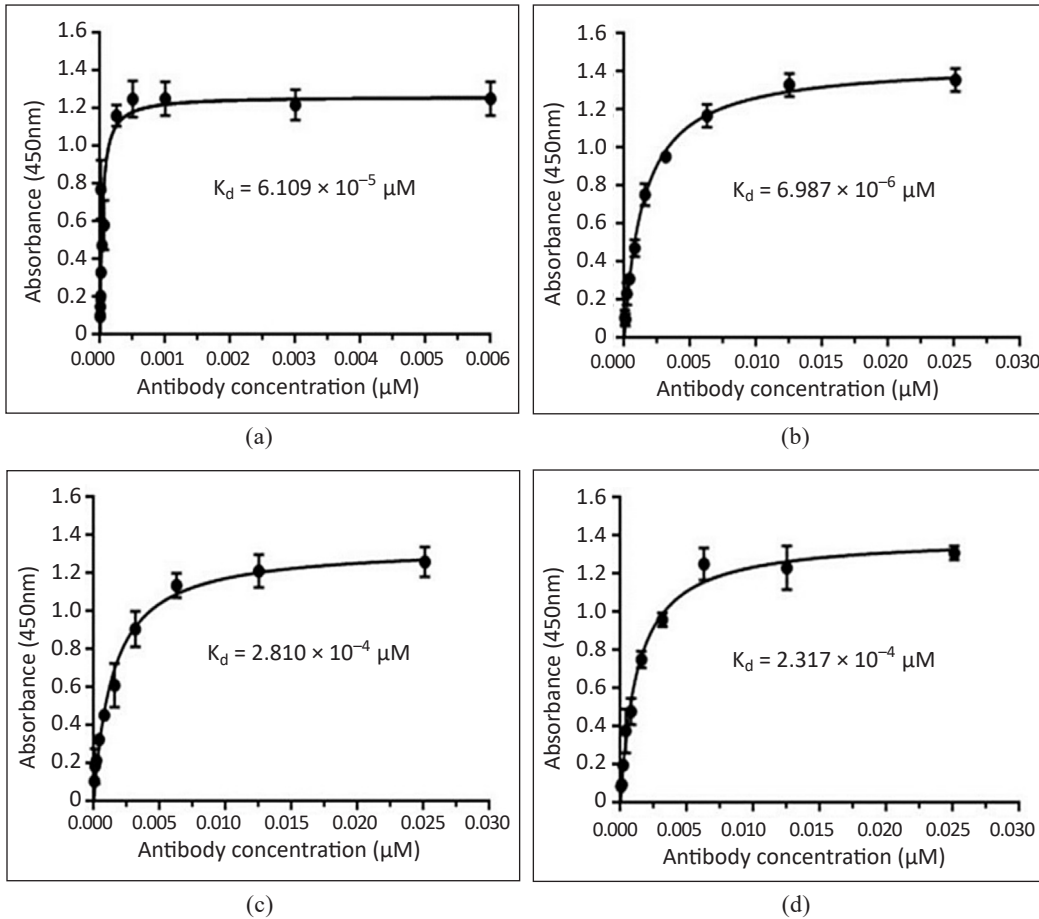 1.6
1.4
1.2
1.0
0.8
0.6
0.4
0.2
0
Absorbance (450nm)
K_d = 6.109 × 10⁻⁵ µM
0.000 0.001 0.002 0.003 0.004 0.005 0.006
Antibody concentration (µM)
(a)
1.6
1.4
1.2
1.0
0.8
0.6
0.4
0.2
0
Absorbance (450nm)
K_d = 6.987 × 10⁻⁶ µM
0.000 0.005 0.010 0.015 0.020 0.025 0.030
Antibody concentration (µM)
(b)
1.6
1.4
1.2
1.0
0.8
0.6
0.4
0.2
0
Absorbance (450nm)
K_d = 2.810 × 10⁻⁴ µM
0.000 0.005 0.010 0.015 0.020 0.025 0.030
Antibody concentration (µM)
(c)
1.6
1.4
1.2
1.0
0.8
0.6
0.4
0.2
0
Absorbance (450nm)
K_d = 2.317 × 10⁻⁴ µM
0.000 0.005 0.010 0.015 0.020 0.025 0.030
Antibody concentration (µM)
(d)